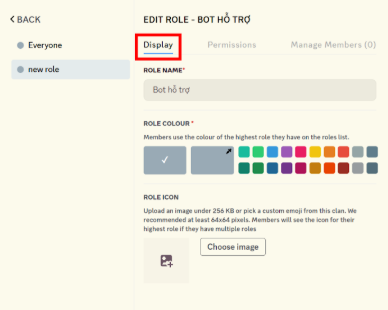 BACK
EDIT ROLE - BOT HỖ TRỢ
Everyone
new role
Display Permissions Manage Members (0)
ROLE NAME*
Bot hỗ trợ
ROLE COLOUR *
Members use the colour of the highest role they have on the roles list.
ROLE ICON
Upload an image under 256 KB or pick a custom emoji from this clan. We
recommended at least 64x64 pixels. Members will see the icon for their
highest role if they have multiple roles
Choose image